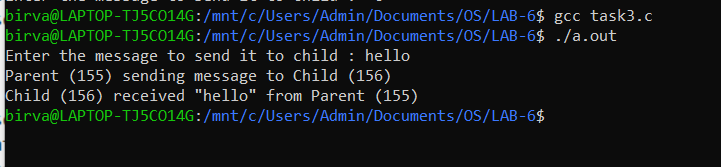 birva@LAPTOP-TJ5CO14G:/mnt/c/Users/Admin/Documents/OS/LAB-6$ gcc task3.c
birva@LAPTOP-TJ5CO14G:/mnt/c/Users/Admin/Documents/OS/LAB-6$ ./a.out
Enter the message to send it to child : hello
Parent (155) sending message to Child (156)
Child (156) received "hello" from Parent (155)
birva@LAPTOP-TJ5CO14G:/mnt/c/Users/Admin/Documents/OS/LAB-6$